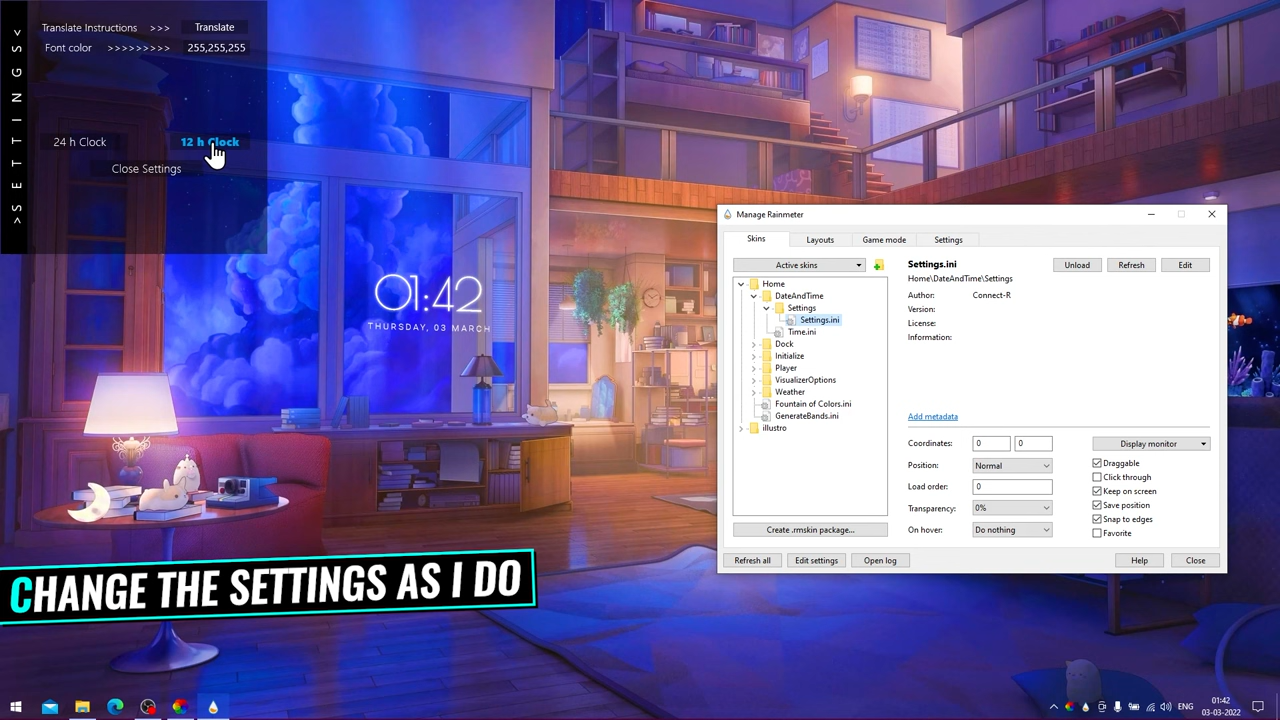 Translate Instructions >>> Translate
Font color >>>>>>>>> 255,255,255
>SETTINGS<
24 h Clock 12 h Clock
Close Settings
01:42
THURSDAY, 03 MARCH
Manage Rainmeter
Skins Layouts Game mode Settings
Active skins
Home
DateAndTime
Settings
Settings.ini
Time.ini
Dock
Initialize
Player
VisualizerOptions
Weather
Fountain of Colors.ini
GenerateBands.ini
illustro
Create .rmskin package...
Settings.ini Unload Refresh Edit
Home\DateAndTime\Settings
Author: Connect-R
Version:
License:
Information:
Add metadata
Coordinates: 0 0
Position: Normal
Load order: 0
Transparency: 0%
On hover: Do nothing
Display monitor
Draggable
Click through
Keep on screen
Save position
Snap to edges
Favorite
Refresh all Edit settings Open log Help Close
CHANGE THE SETTINGS AS I DO
ENG
01:42
03-03-2022